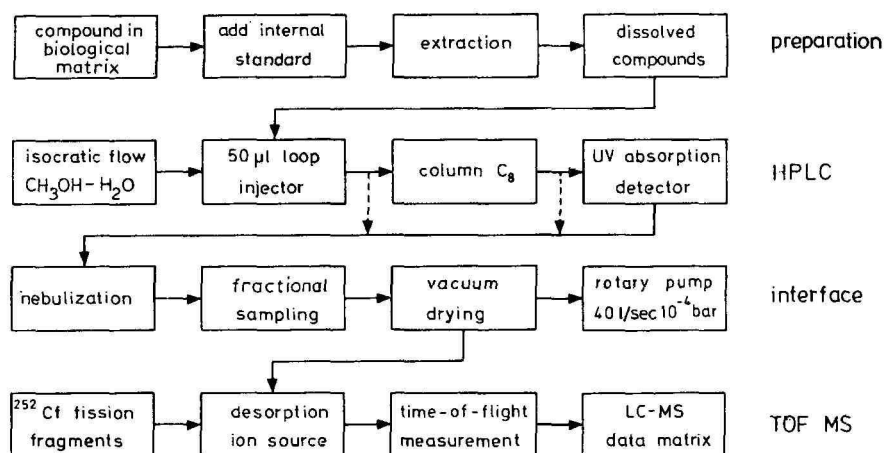 compound in
biological
matrix
add internal
standard
extraction
dissolved
compounds
preparation
isocratic flow
CH₃OH-H₂O
50 µl loop
injector
column C₈
UV absorption
detector
HPLC
nebulization
fractional
sampling
vacuum
drying
rotary pump
40 l/sec 10⁻⁴ bar
interface
²⁵²Cf fission
fragments
desorption
ion source
time-of-flight
measurement
LC-MS
data matrix
TOF MS